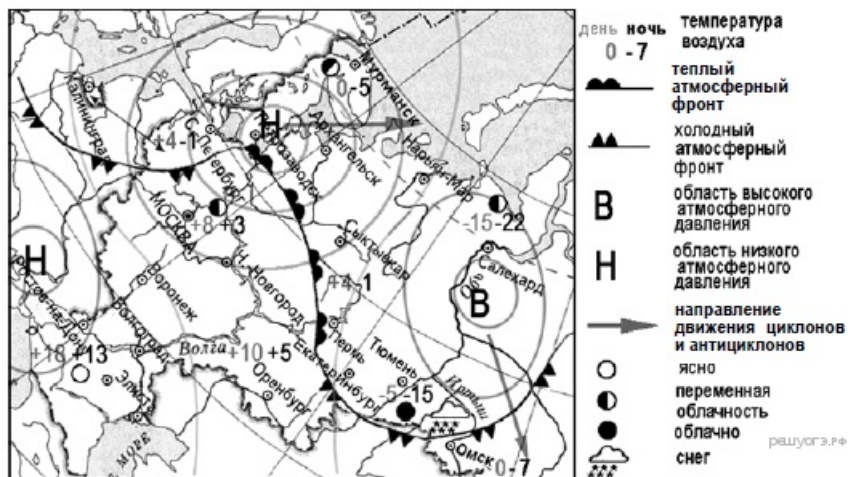 Мурманск
0 -5
Калининград
Н
Петрозаводск
Архангельск
+4 -1
С.Петербург
Нарьян-Мар
МОСКВА
+8 +3
-15 -22
Сыктывкар
Салехард
Обь
В
Н
Н. Новгород
+4 -1
Воронеж
Ростов-на-Дону
Волгоград
Пермь
Волга
+18 +13
+10 +5
Екатеринбург
Тюмень
Иртыш
Элиста
Оренбург
-5 -15
МОРЕ
Омск
0 -7
день ночь
0 -7
температура
воздуха
теплый
атмосферный
фронт
холодный
атмосферный
фронт
В
область высокого
атмосферного
давления
Н
область низкого
атмосферного
давления
направление
движения циклонов
и антициклонов
ясно
переменная
облачность
облачно
снег
решуогэ.рф